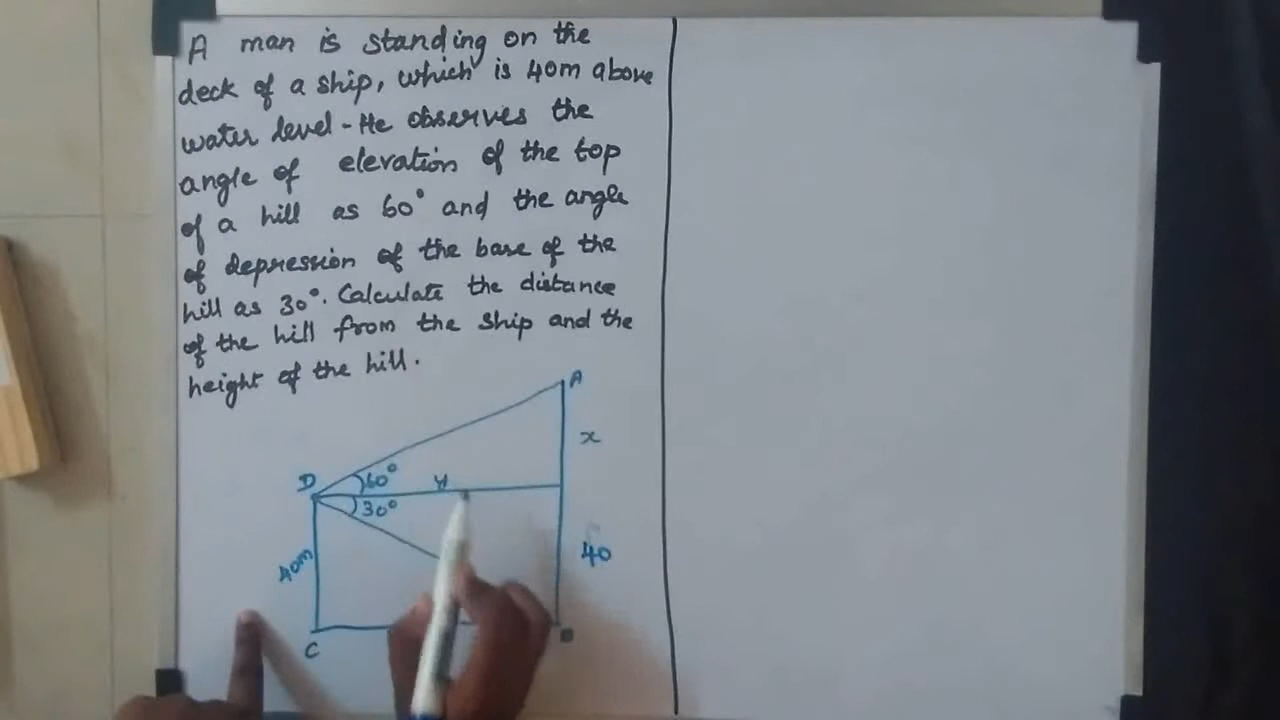 A man is standing on the
deck of a ship, which is 40m above
water level - He observes the
angle of elevation of the top
of a hill as 60° and the angle
of depression of the base of the
hill as 30°. Calculate the distance
of the hill from the ship and the
height of the hill.
A
x
D
60°
y
30°
40m
40
C
B